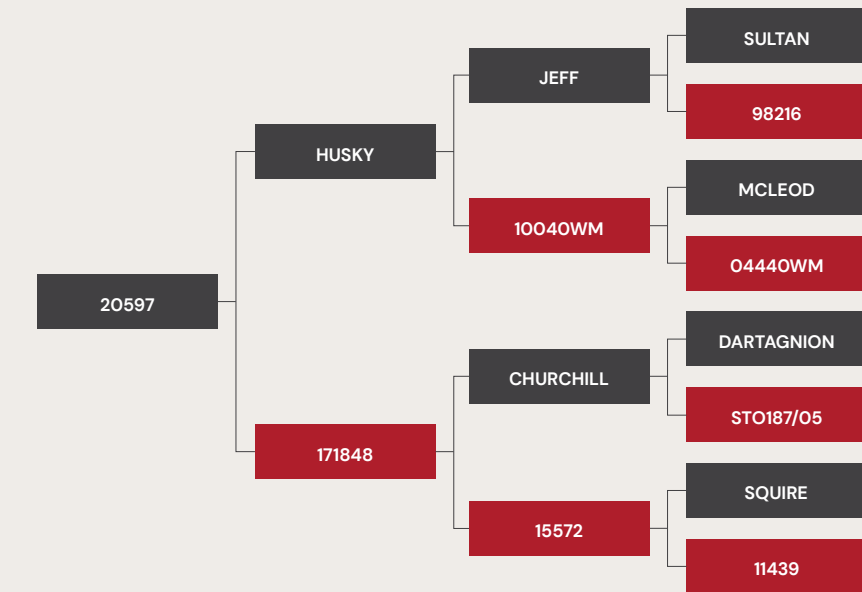 SULTAN
JEFF
98216
HUSKY
MCLEOD
10040WM
04440WM
20597
DARTAGNION
CHURCHILL
STO187/05
171848
SQUIRE
15572
11439